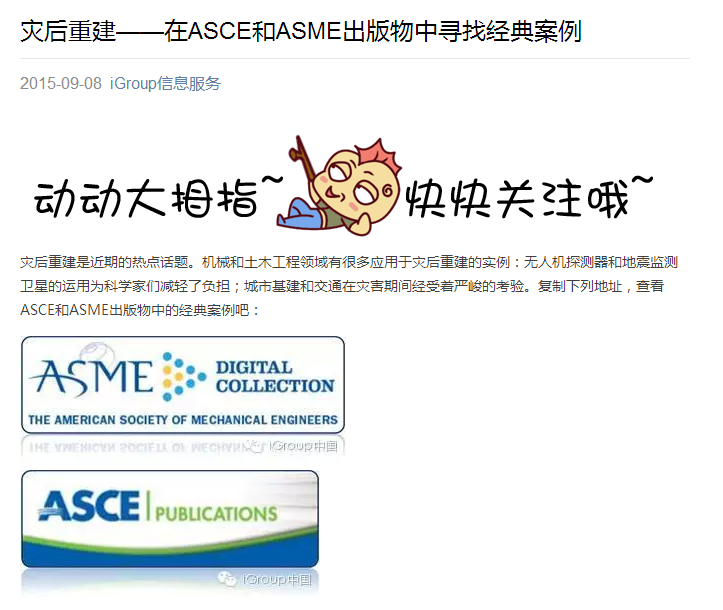 灾后重建——在ASCE和ASME出版物中寻找经典案例
2015-09-08 iGroup信息服务
动动大拇指~ 快快关注哦~
灾后重建是近期的热点话题。机械和土木工程领域有很多应用于灾后重建的实例：无人机探测器和地震监测
卫星的运用为科学家们减轻了负担；城市基建和交通在灾害期间经受着严峻的考验。复制下列地址，查看
ASCE和ASME出版物中的经典案例吧：
ASME DIGITAL
COLLECTION
THE AMERICAN SOCIETY OF MECHANICAL ENGINEERS
iGroup中国
ASCE PUBLICATIONS
iGroup中国